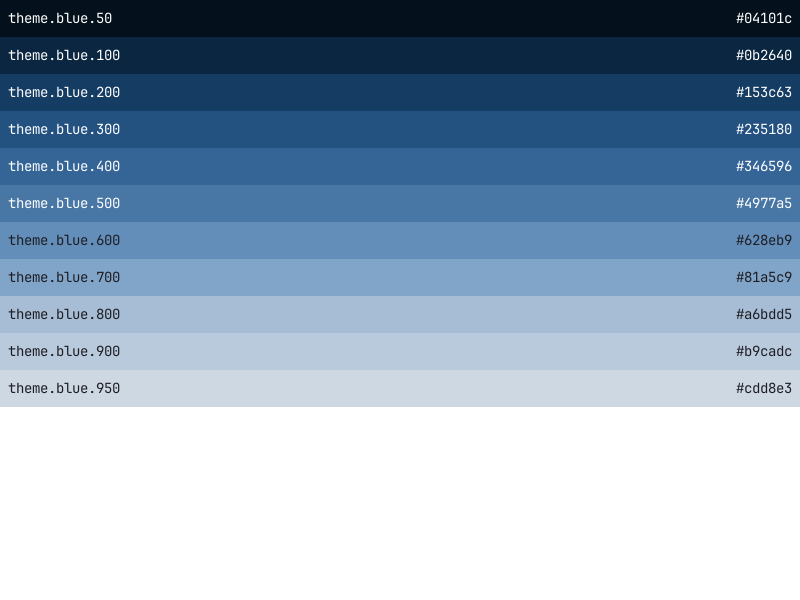 theme.blue.50 #04101c
theme.blue.100 #0b2640
theme.blue.200 #153c63
theme.blue.300 #235180
theme.blue.400 #346596
theme.blue.500 #4977a5
theme.blue.600 #628eb9
theme.blue.700 #81a5c9
theme.blue.800 #a6bdd5
theme.blue.900 #b9cadc
theme.blue.950 #cdd8e3